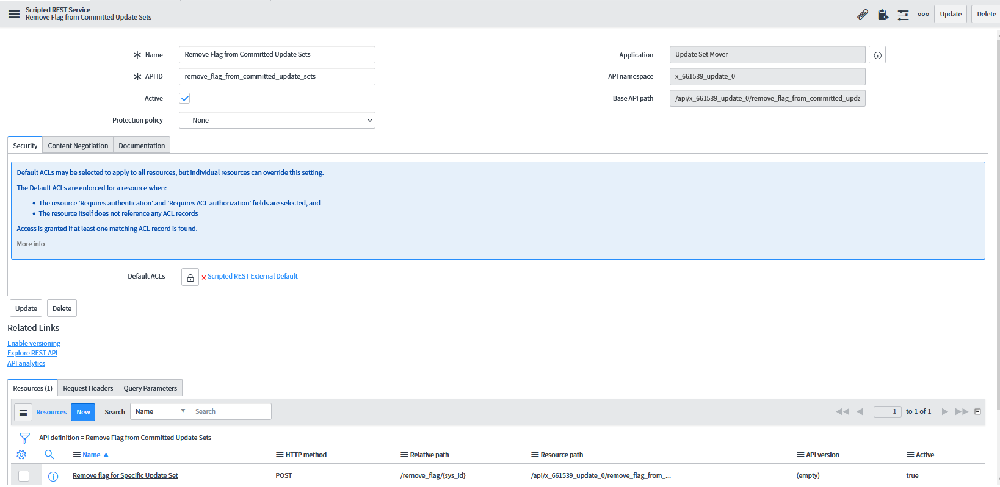 Scripted REST Service
Remove Flag from Committed Update Sets
Update
Delete
Name
Remove Flag from Committed Update Sets
Application
Update Set Mover
API ID
remove_flag_from_committed_update_sets
API namespace
x_661539_update_0
Active
Base API path
/api/x_661539_update_0/remove_flag_from_committed_upda
Protection policy
-- None --
Security
Content Negotiation
Documentation
Default ACLs may be selected to apply to all resources, but individual resources can override this setting.
The Default ACLs are enforced for a resource when:
• The resource 'Requires authentication' and 'Requires ACL authorization' fields are selected, and
• The resource itself does not reference any ACL records
Access is granted if at least one matching ACL record is found.
More info
Default ACLs
Scripted REST External Default
Update
Delete
Related Links
Enable versioning
Explore REST API
API analytics
Resources (1)
Request Headers
Query Parameters
Resources
New
Search
Name
Search
1
to 1 of 1
API definition = Remove Flag from Committed Update Sets
Name
HTTP method
Relative path
Resource path
API version
Active
Remove flag for Specific Update Set
POST
/remove_flag/{sys_id}
/api/x_661539_update_0/remove_flag_from_...
(empty)
true